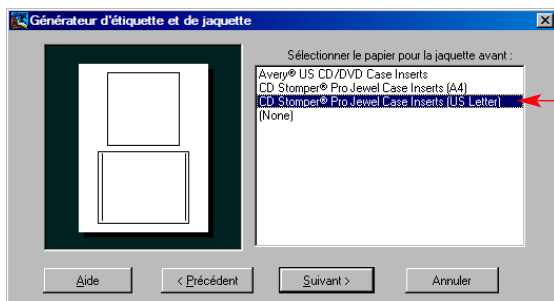 Générateur d'étiquette et de jaquette
Sélectionner le papier pour la jaquette avant :
Avery® US CD/DVD Case Inserts
CD Stomper® Pro Jewel Case Inserts (A4)
CD Stomper® Pro Jewel Case Inserts (US Letter)
(None)
Aide
< Précédent
Suivant >
Annuler